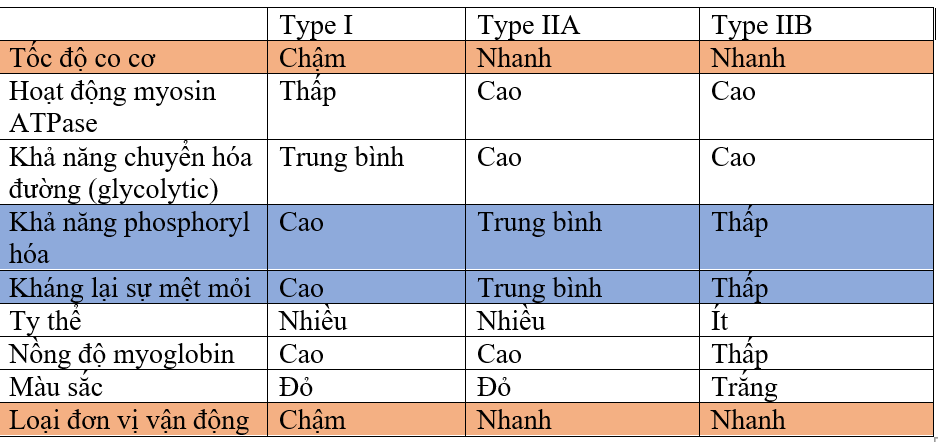 Type I Type IIA Type IIB
Tốc độ co cơ Chậm Nhanh Nhanh
Hoạt động myosin Thấp Cao Cao
ATPase
Khả năng chuyển hóa Trung bình Cao Cao
đường (glycolytic)
Khả năng phosphoryl Cao Trung bình Thấp
hóa
Kháng lại sự mệt mỏi Cao Trung bình Thấp
Ty thể Nhiều Nhiều Ít
Nồng độ myoglobin Cao Cao Thấp
Màu sắc Đỏ Đỏ Trắng
Loại đơn vị vận động Chậm Nhanh Nhanh